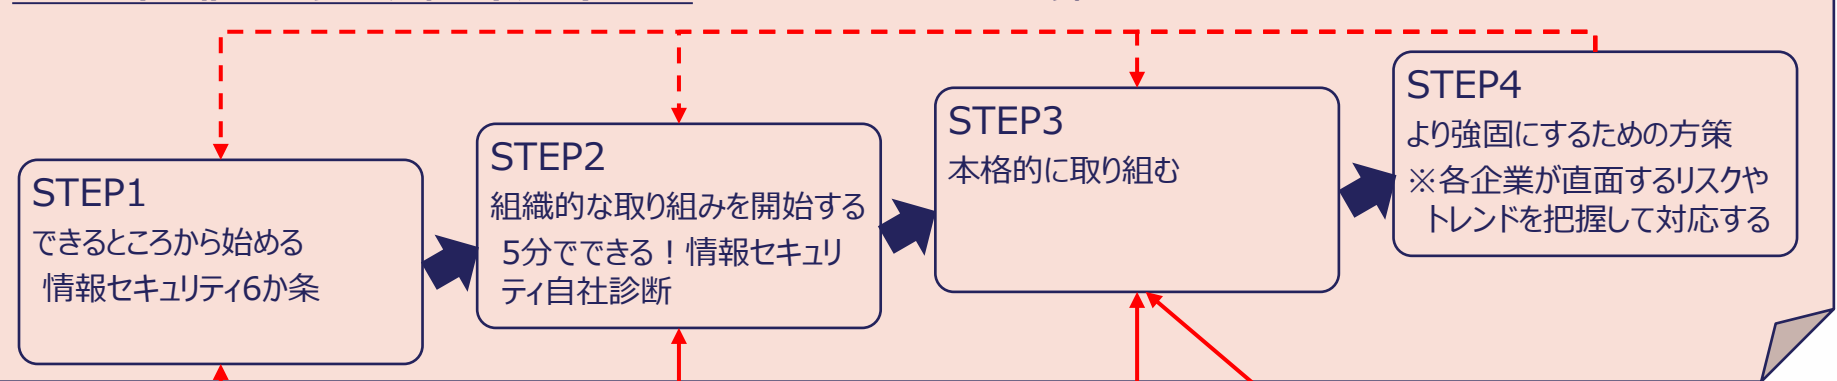 STEP1
できるところから始める
情報セキュリティ6か条
STEP2
組織的な取り組みを開始する
5分でできる！情報セキュリ
ティ自社診断
STEP3
本格的に取り組む
STEP4
より強固にするための方策
※各企業が直面するリスクや
トレンドを把握して対応する